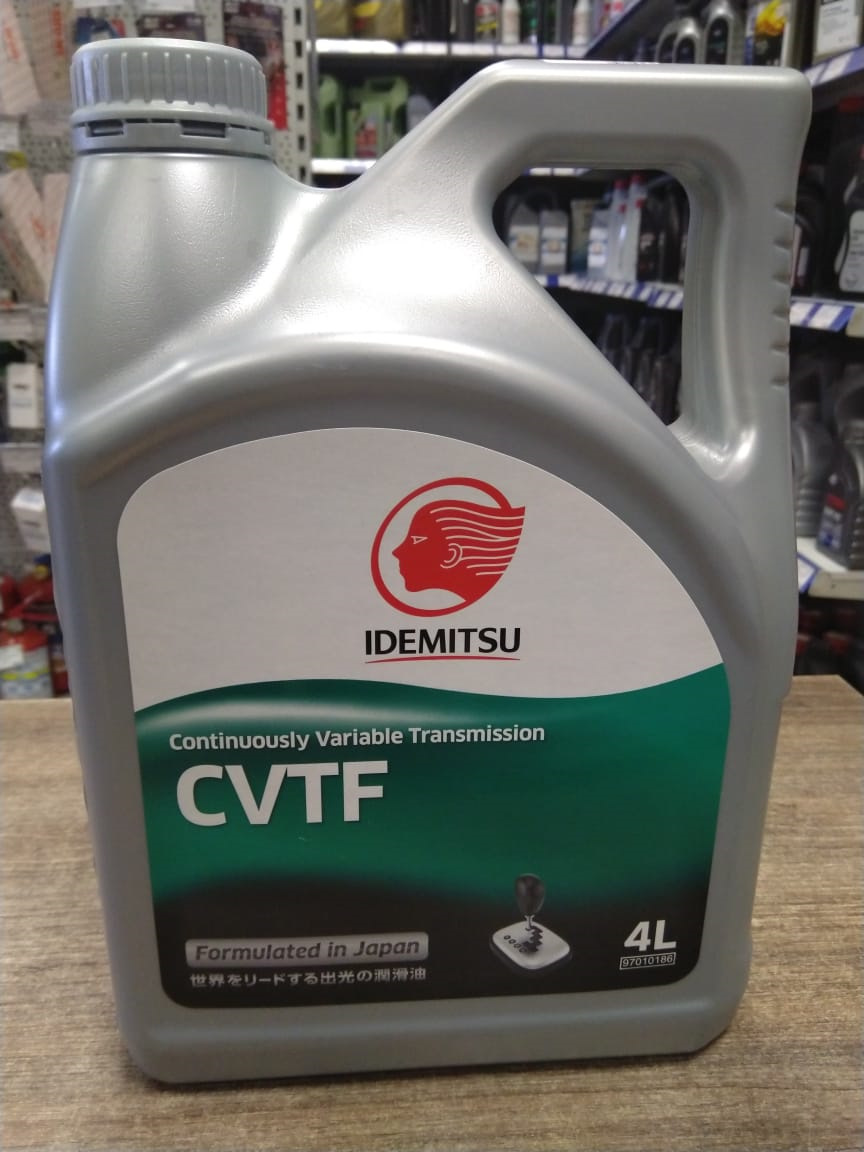 IDEMITSU
Continuously Variable Transmission
CVTF
Formulated in Japan
世界をリードする出光の潤滑油
4L
97010186